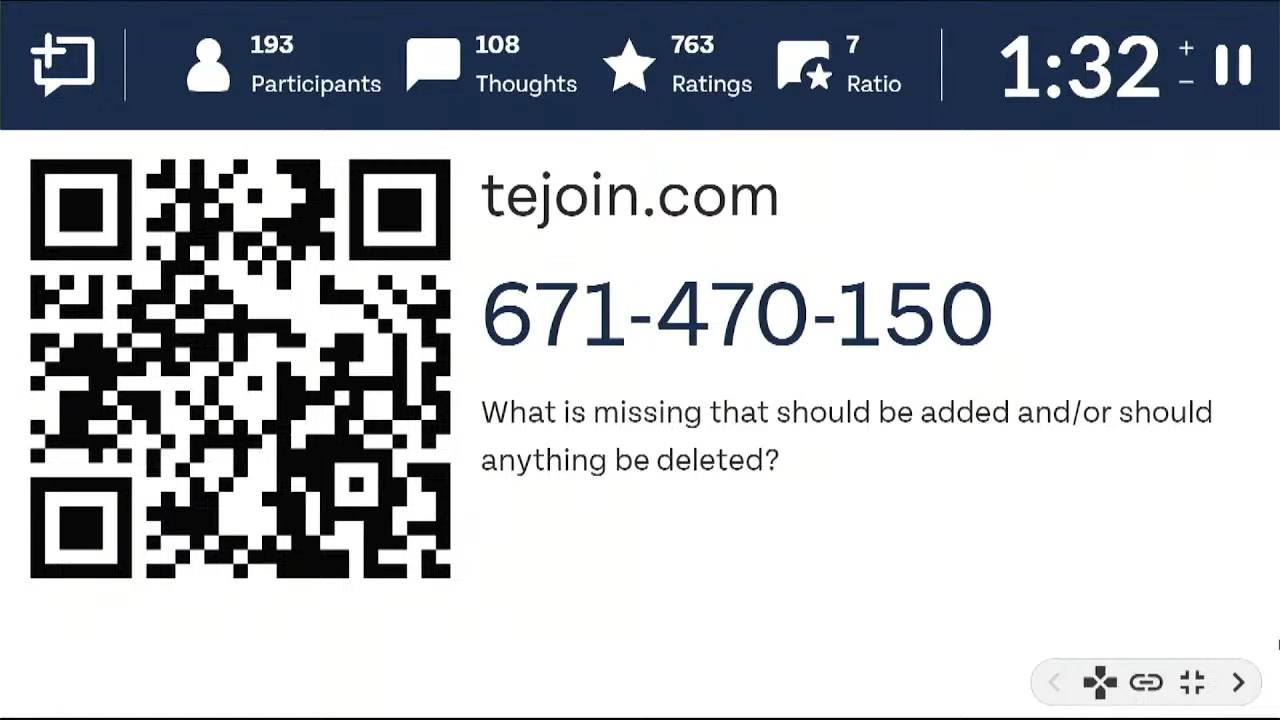 193
Participants
108
Thoughts
763
Ratings
7
Ratio
1:32
tejoin.com
671-470-150
What is missing that should be added and/or should
anything be deleted?